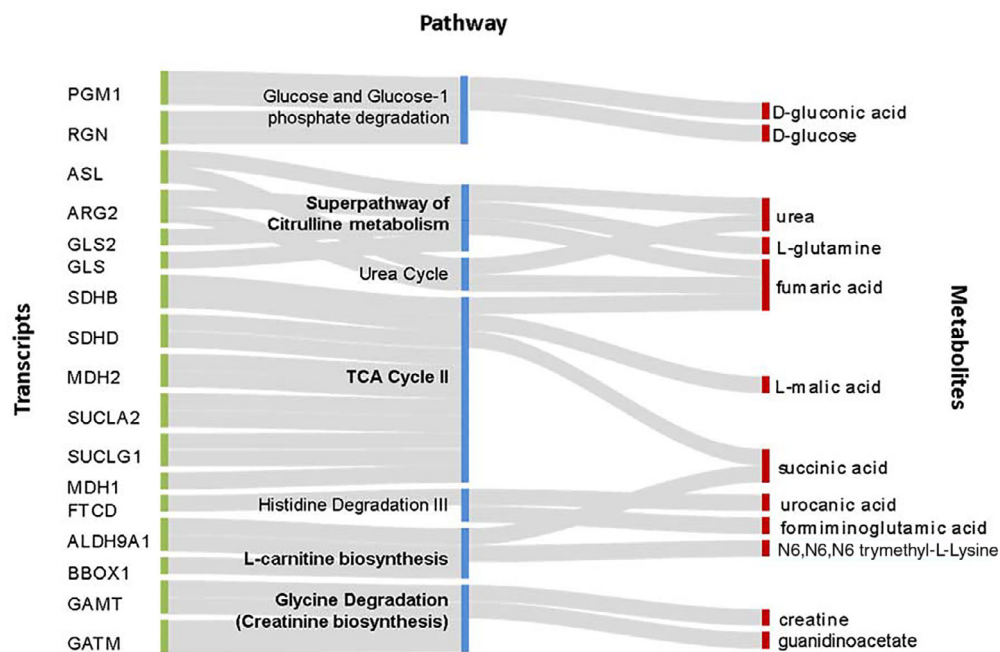 Pathway
Transcripts
PGM1
RGN
ASL
ARG2
GLS2
GLS
SDHB
SDHD
MDH2
SUCLA2
SUCLG1
MDH1
FTCD
ALDH9A1
BBOX1
GAMT
GATM
Glucose and Glucose-1
phosphate degradation
Superpathway of
Citrulline metabolism
Urea Cycle
TCA Cycle II
Histidine Degradation III
L-carnitine biosynthesis
Glycine Degradation
(Creatinine biosynthesis)
D-gluconic acid
D-glucose
urea
L-glutamine
fumaric acid
L-malic acid
succinic acid
urocanic acid
formiminoglutamic acid
N6,N6,N6 trymethyl-L-Lysine
creatine
guanidinoacetate
Metabolites